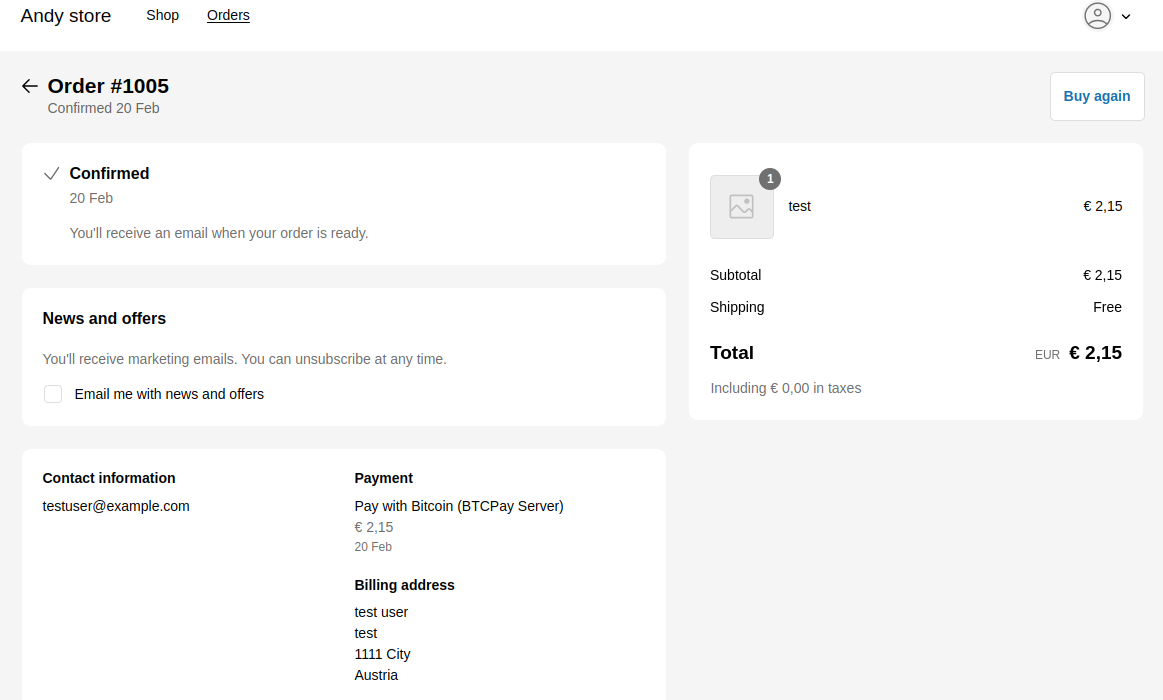 Andy store
Shop
Orders
Order #1005
Confirmed 20 Feb
Buy again
Confirmed
20 Feb
You'll receive an email when your order is ready.
News and offers
You'll receive marketing emails. You can unsubscribe at any time.
Email me with news and offers
Contact information
testuser@example.com
Payment
Pay with Bitcoin (BTCPay Server)
€ 2,15
20 Feb
Billing address
test user
test
1111 City
Austria
1
test € 2,15
Subtotal € 2,15
Shipping Free
Total EUR € 2,15
Including € 0,00 in taxes